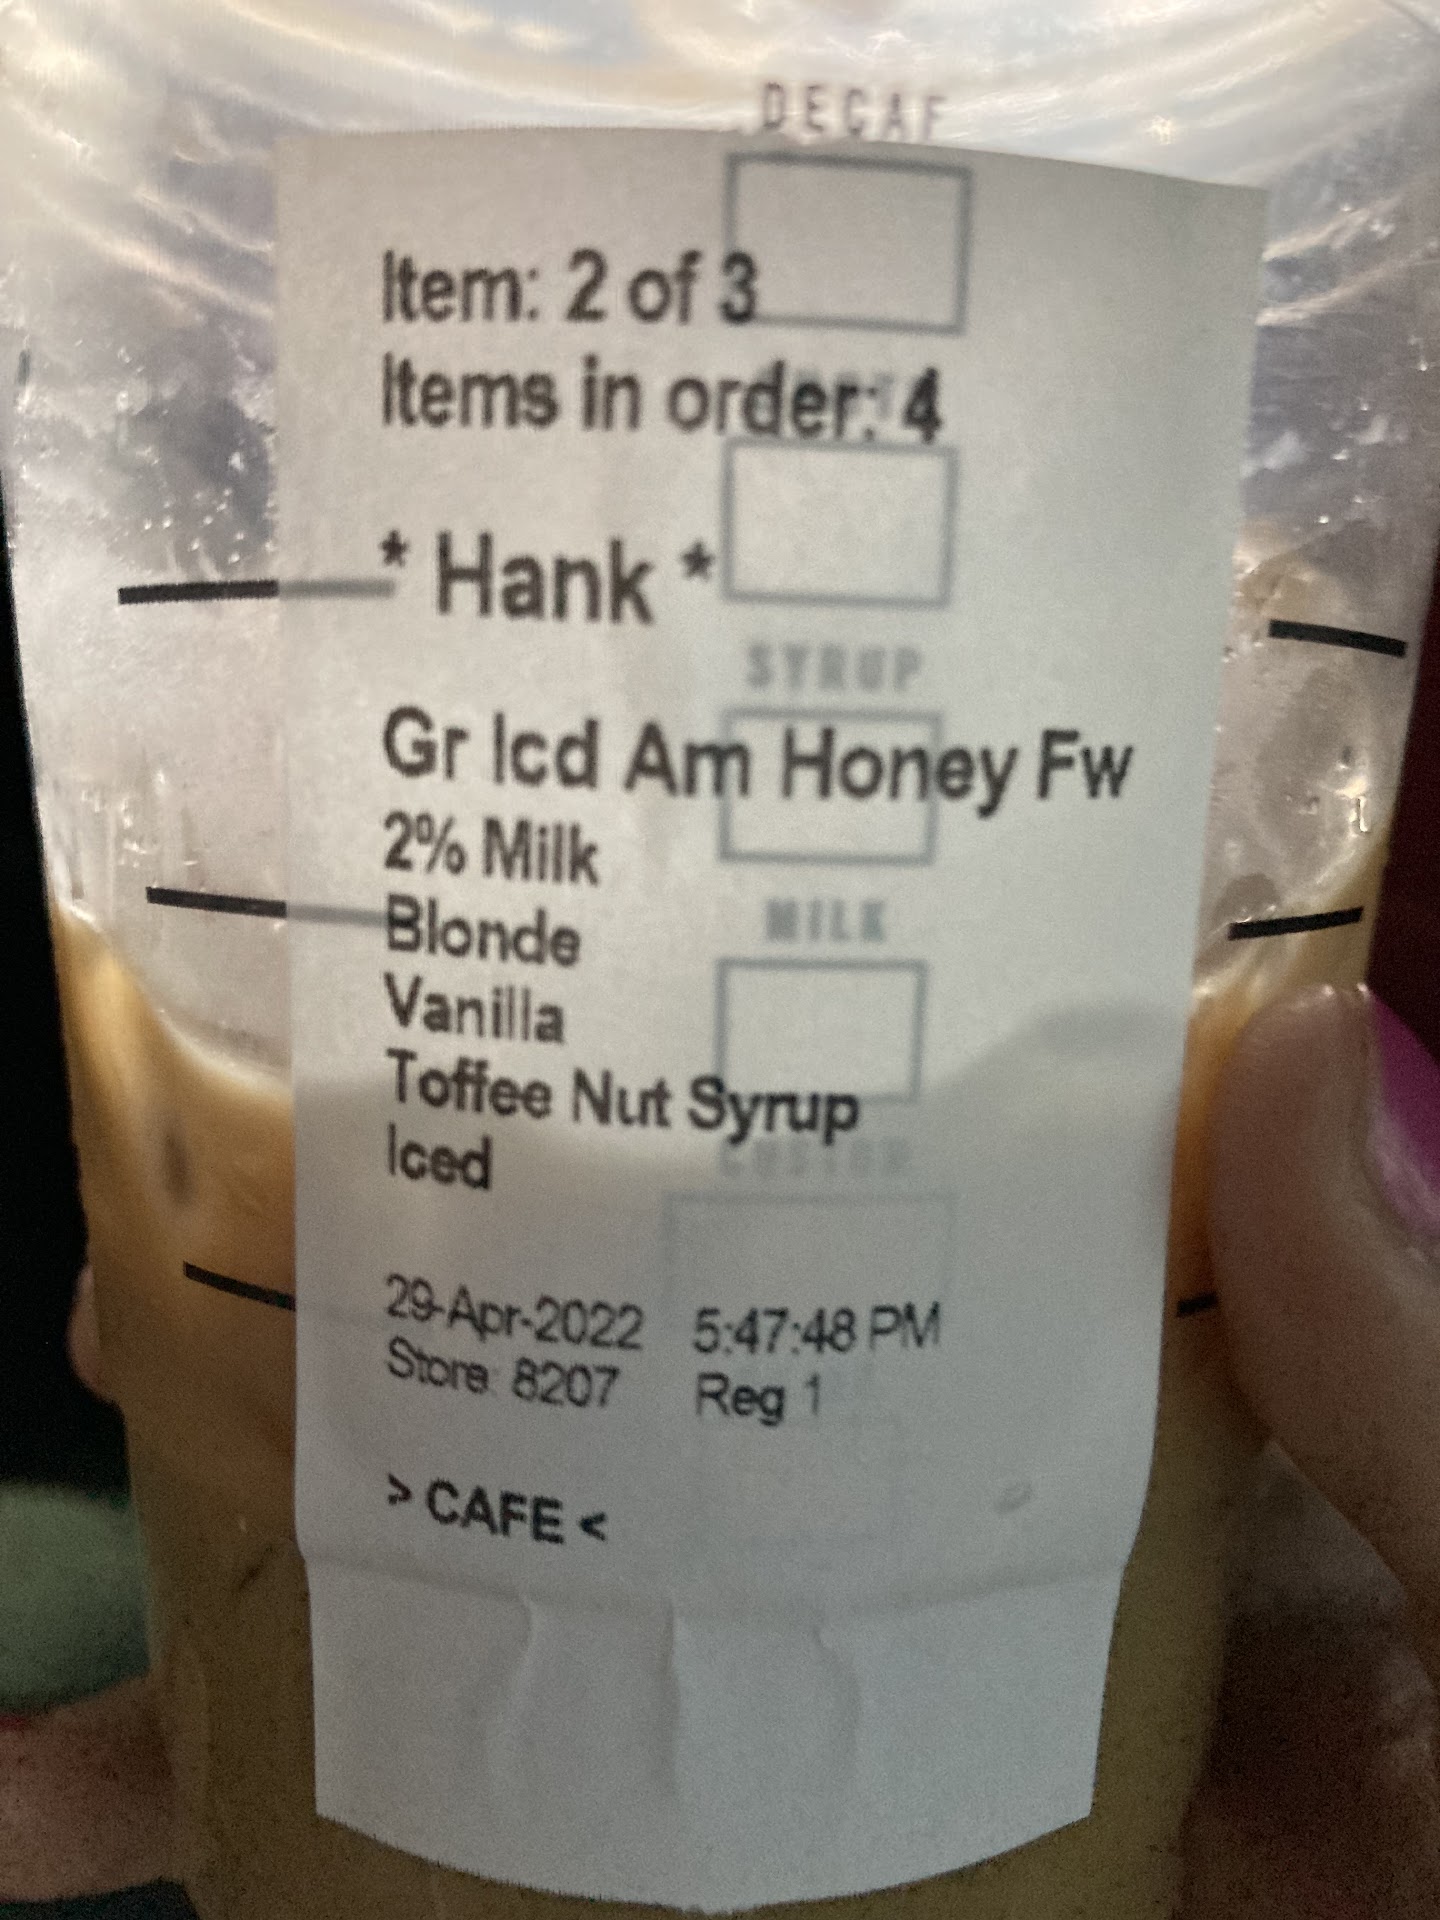 DECAF
Item: 2 of 3
Items in order: 4
* Hank *
SYRUP
Gr Icd Am Honey Fw
2% Milk
MILK
Blonde
Vanilla
Toffee Nut Syrup
CUSTOM
Iced
29-Apr-2022 5:47:48 PM
Store: 8207 Reg 1
> CAFE <